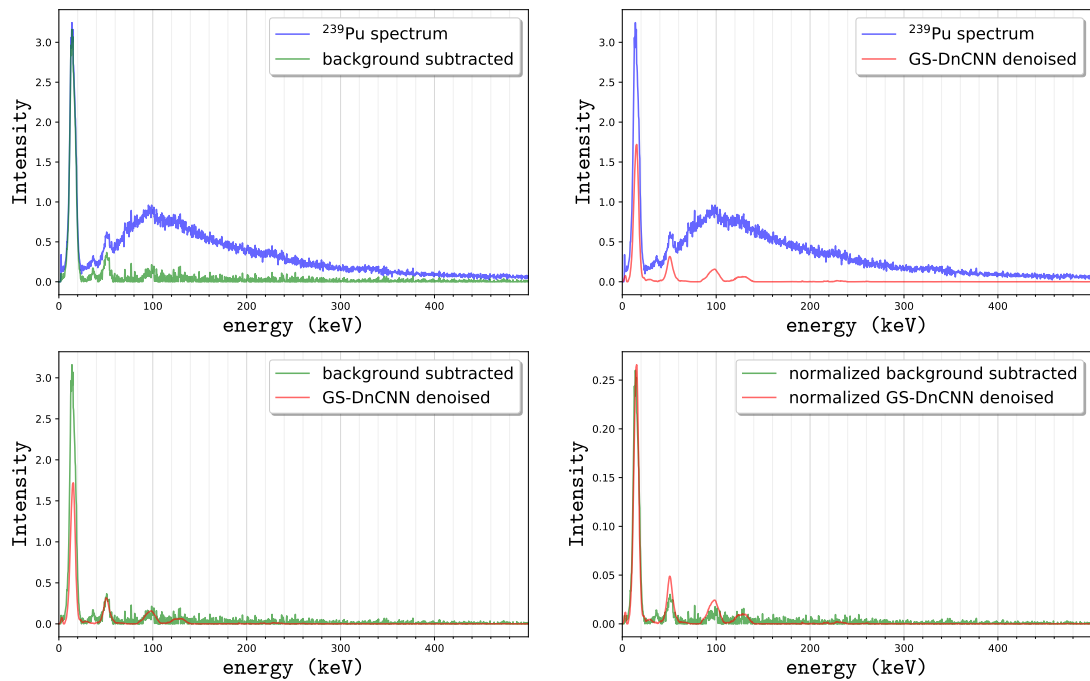 ²³⁹Pu spectrum
background subtracted
Intensity
3.0
2.5
2.0
1.5
1.0
0.5
0.0
0
100
200
300
400
energy (keV)
²³⁹Pu spectrum
GS-DnCNN denoised
Intensity
3.0
2.5
2.0
1.5
1.0
0.5
0.0
0
100
200
300
400
energy (keV)
background subtracted
GS-DnCNN denoised
Intensity
3.0
2.5
2.0
1.5
1.0
0.5
0.0
0
100
200
300
400
energy (keV)
normalized background subtracted
normalized GS-DnCNN denoised
Intensity
0.25
0.20
0.15
0.10
0.05
0.00
0
100
200
300
400
energy (keV)